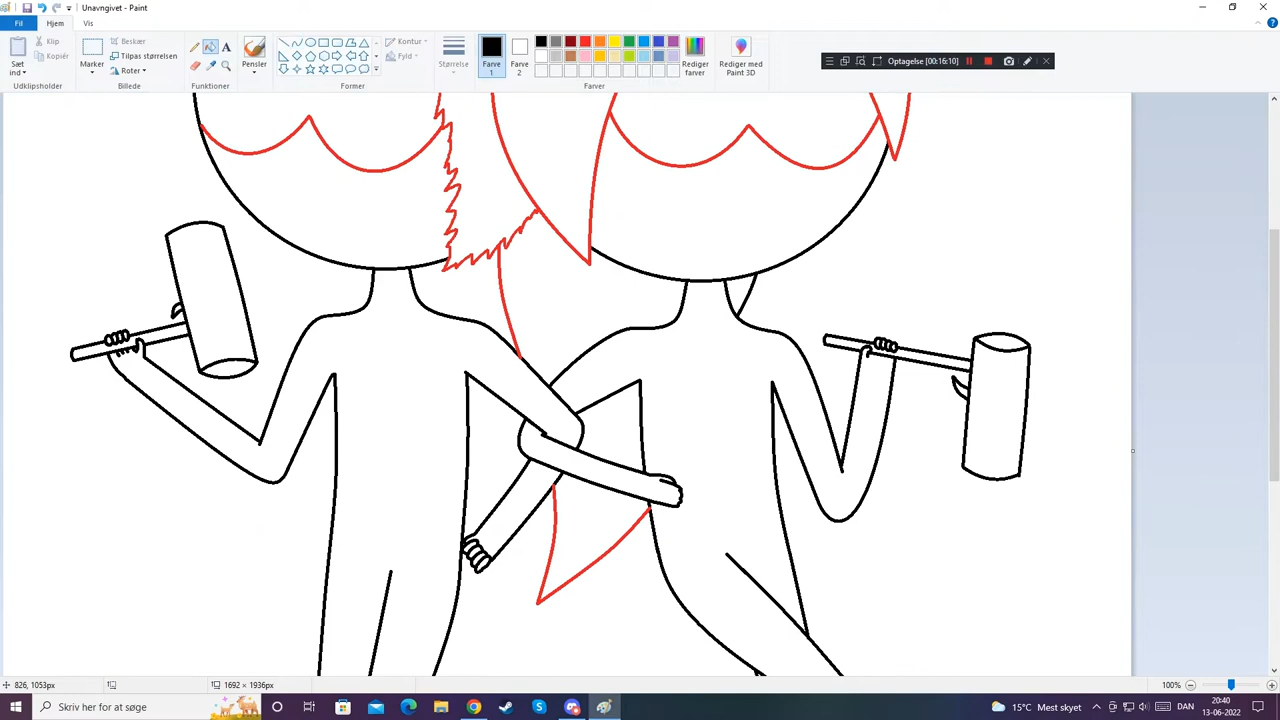 Unavngivet - Paint
Fil Hjem Vis
Sæt ind
Klip
Kopiér
Udklipsholder
Marker
Beskær
Tilpas størrelsen
Roter
Billede
A
Funktioner
Pensler
Kontur
Fyld
Former
Størrelse
Farve 1
Farve 2
Rediger farver
Farver
Rediger med Paint 3D
Optagelse [00:16:10]
826, 1053px
1692 × 1936px
100%
Skriv her for at søge
15°C Mest skyet
DAN
20:40
13-06-2022